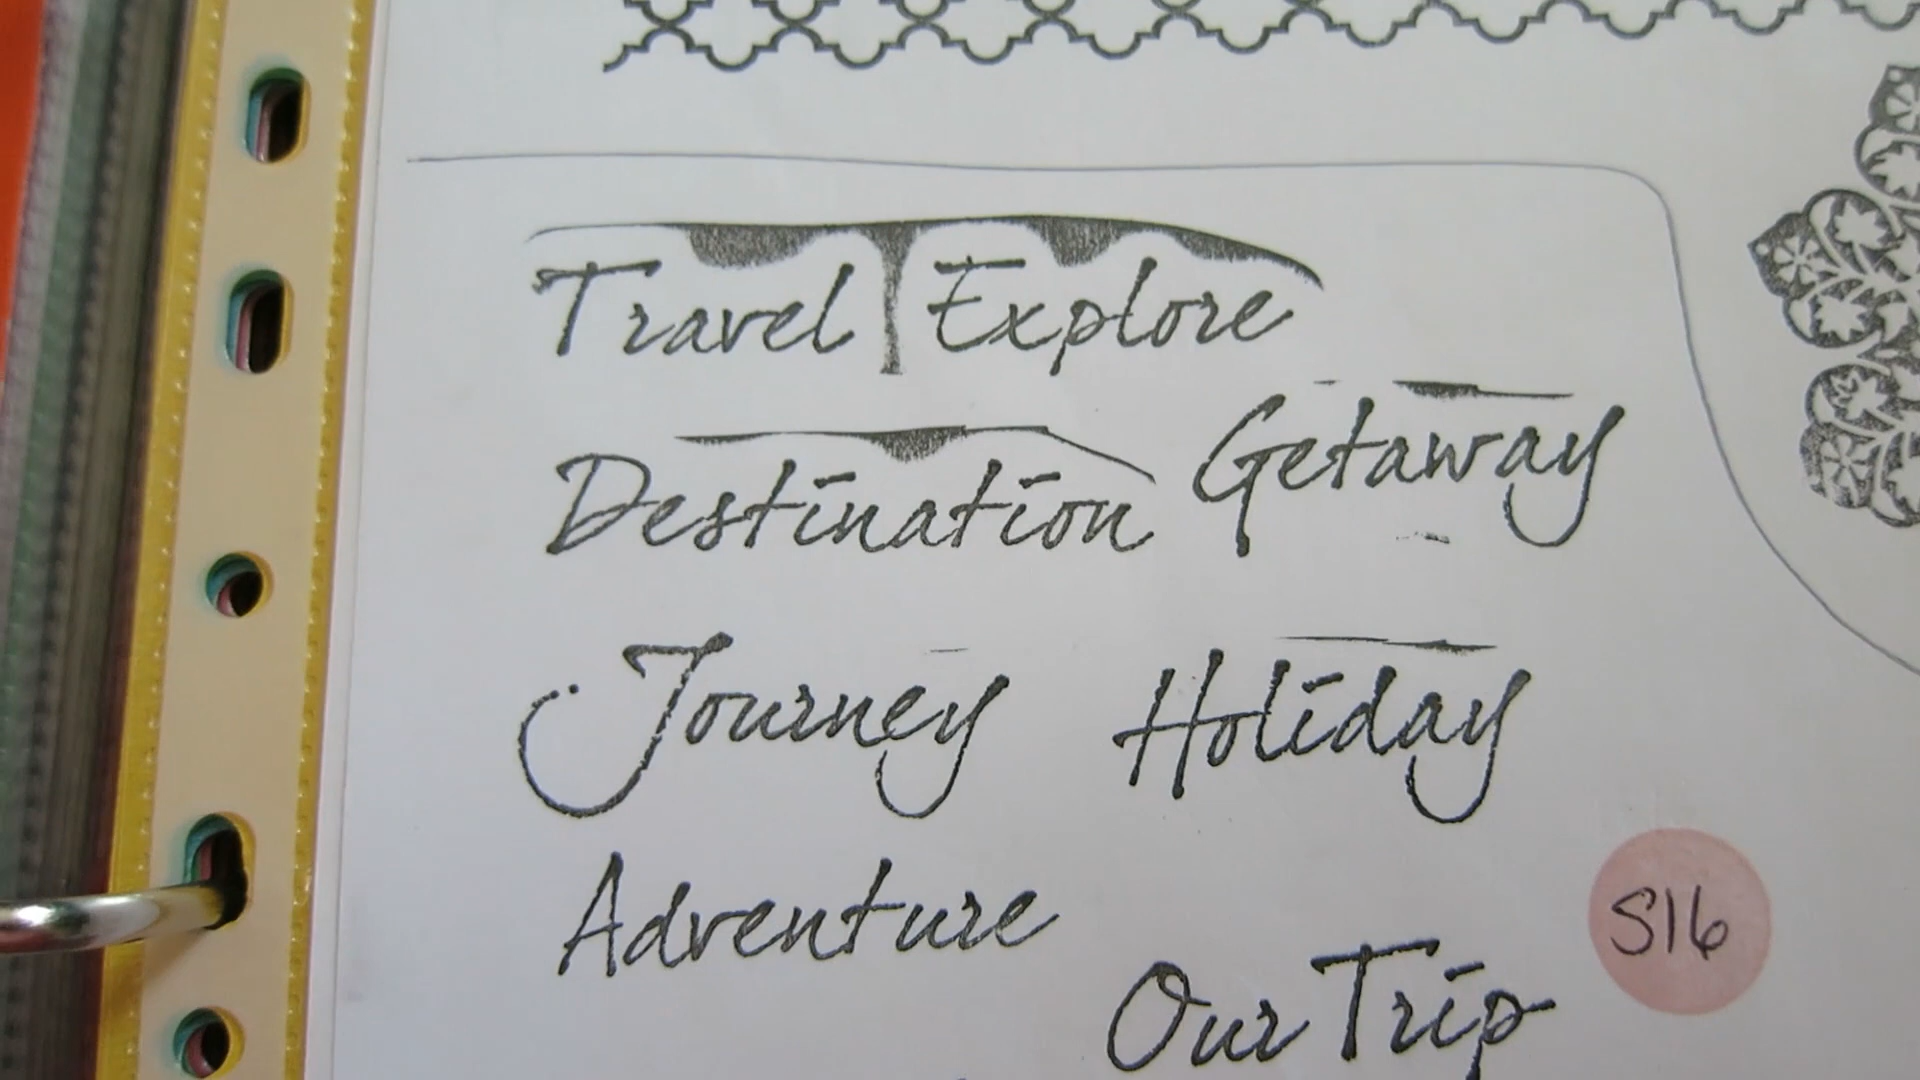 Travel Explore
Destination Getaway
Journey Holiday
Adventure
S16
Our Trip